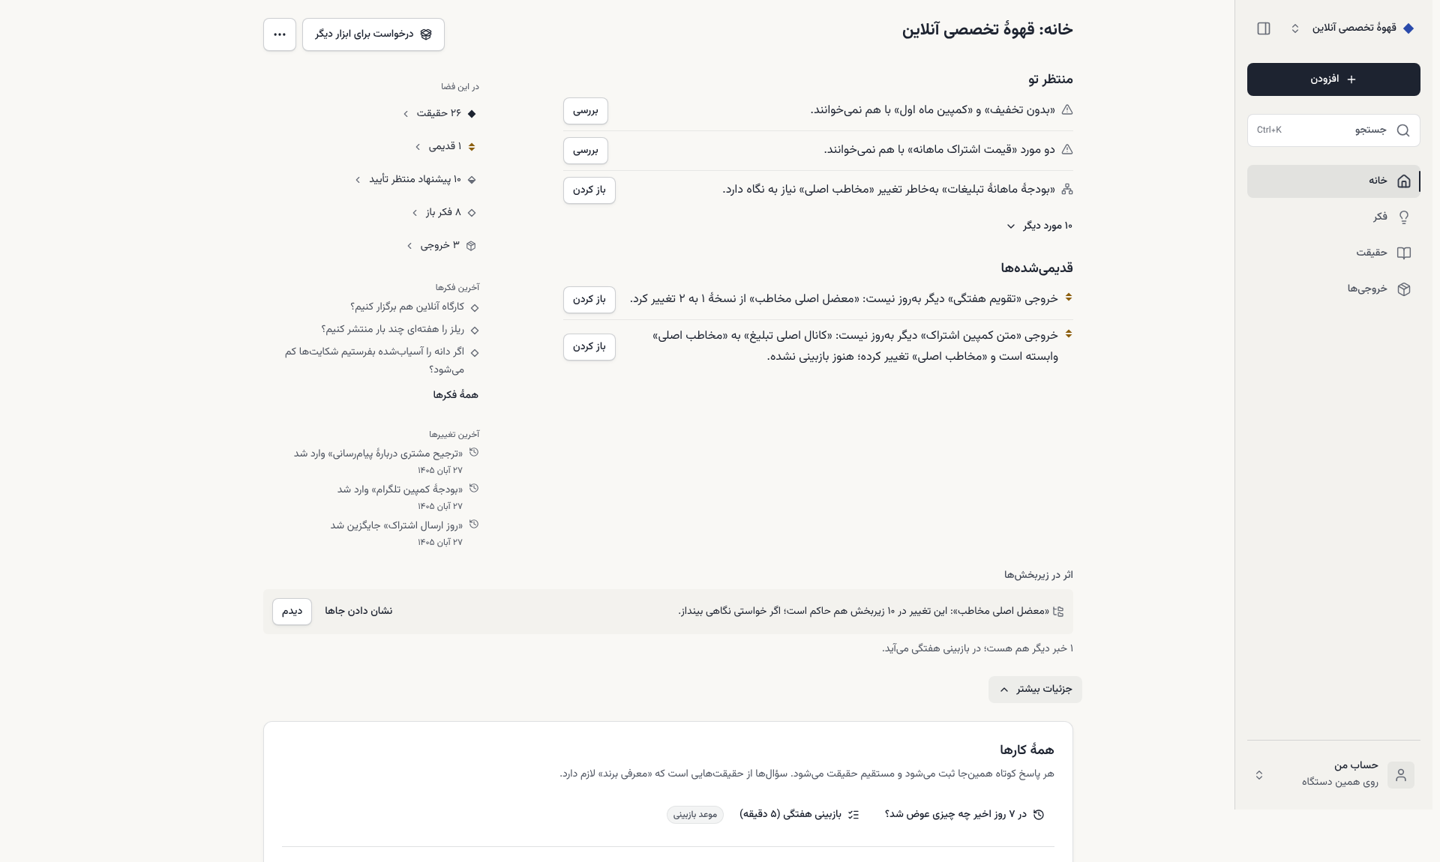 قهوهٔ تخصصی آنلاین
افزودن
جستجو
Ctrl+K
خانه
فکر
حقیقت
خروجی‌ها
حساب من
روی همین دستگاه
خانه: قهوهٔ تخصصی آنلاین
درخواست برای ابزار دیگر
منتظر تو
«بدون تخفیف» و «کمپین ماه اول» با هم نمی‌خوانند.
بررسی
دو مورد «قیمت اشتراک ماهانه» با هم نمی‌خوانند.
بررسی
«بودجهٔ ماهانهٔ تبلیغات» به‌خاطر تغییر «مخاطب اصلی» نیاز به نگاه دارد.
باز کردن
۱۰ مورد دیگر
قدیمی‌شده‌ها
خروجی «تقویم هفتگی» دیگر به‌روز نیست: «معضل اصلی مخاطب» از نسخهٔ ۱ به ۲ تغییر کرد.
باز کردن
خروجی «متن کمپین اشتراک» دیگر به‌روز نیست: «کانال اصلی تبلیغ» به «مخاطب اصلی»
وابسته است و «مخاطب اصلی» تغییر کرده؛ هنوز بازبینی نشده.
باز کردن
در این فضا
۲۶ حقیقت
۱ قدیمی
۱۰ پیشنهاد منتظر تأیید
۸ فکر باز
۳ خروجی
آخرین فکرها
کارگاه آنلاین هم برگزار کنیم؟
ریلز را هفته‌ای چند بار منتشر کنیم؟
اگر دانه را آسیاب‌شده بفرستیم شکایت‌ها کم
می‌شود؟
همهٔ فکرها
آخرین تغییرها
«ترجیح مشتری دربارهٔ پیام‌رسانی» وارد شد
۲۷ آبان ۱۴۰۵
«بودجهٔ کمپین تلگرام» وارد شد
۲۷ آبان ۱۴۰۵
«روز ارسال اشتراک» جایگزین شد
۲۷ آبان ۱۴۰۵
اثر در زیربخش‌ها
«معضل اصلی مخاطب»: این تغییر در ۱۰ زیربخش هم حاکم است؛ اگر خواستی نگاهی بینداز.
نشان دادن جاها
دیدم
۱ خبر دیگر هم هست؛ در بازبینی هفتگی می‌آید.
جزئیات بیشتر
همهٔ کارها
هر پاسخ کوتاه همین‌جا ثبت می‌شود و مستقیم حقیقت می‌شود. سؤال‌ها از حقیقت‌هایی است که «معرفی برند» لازم دارد.
در ۷ روز اخیر چه چیزی عوض شد؟
بازبینی هفتگی (۵ دقیقه)
موعد بازبینی